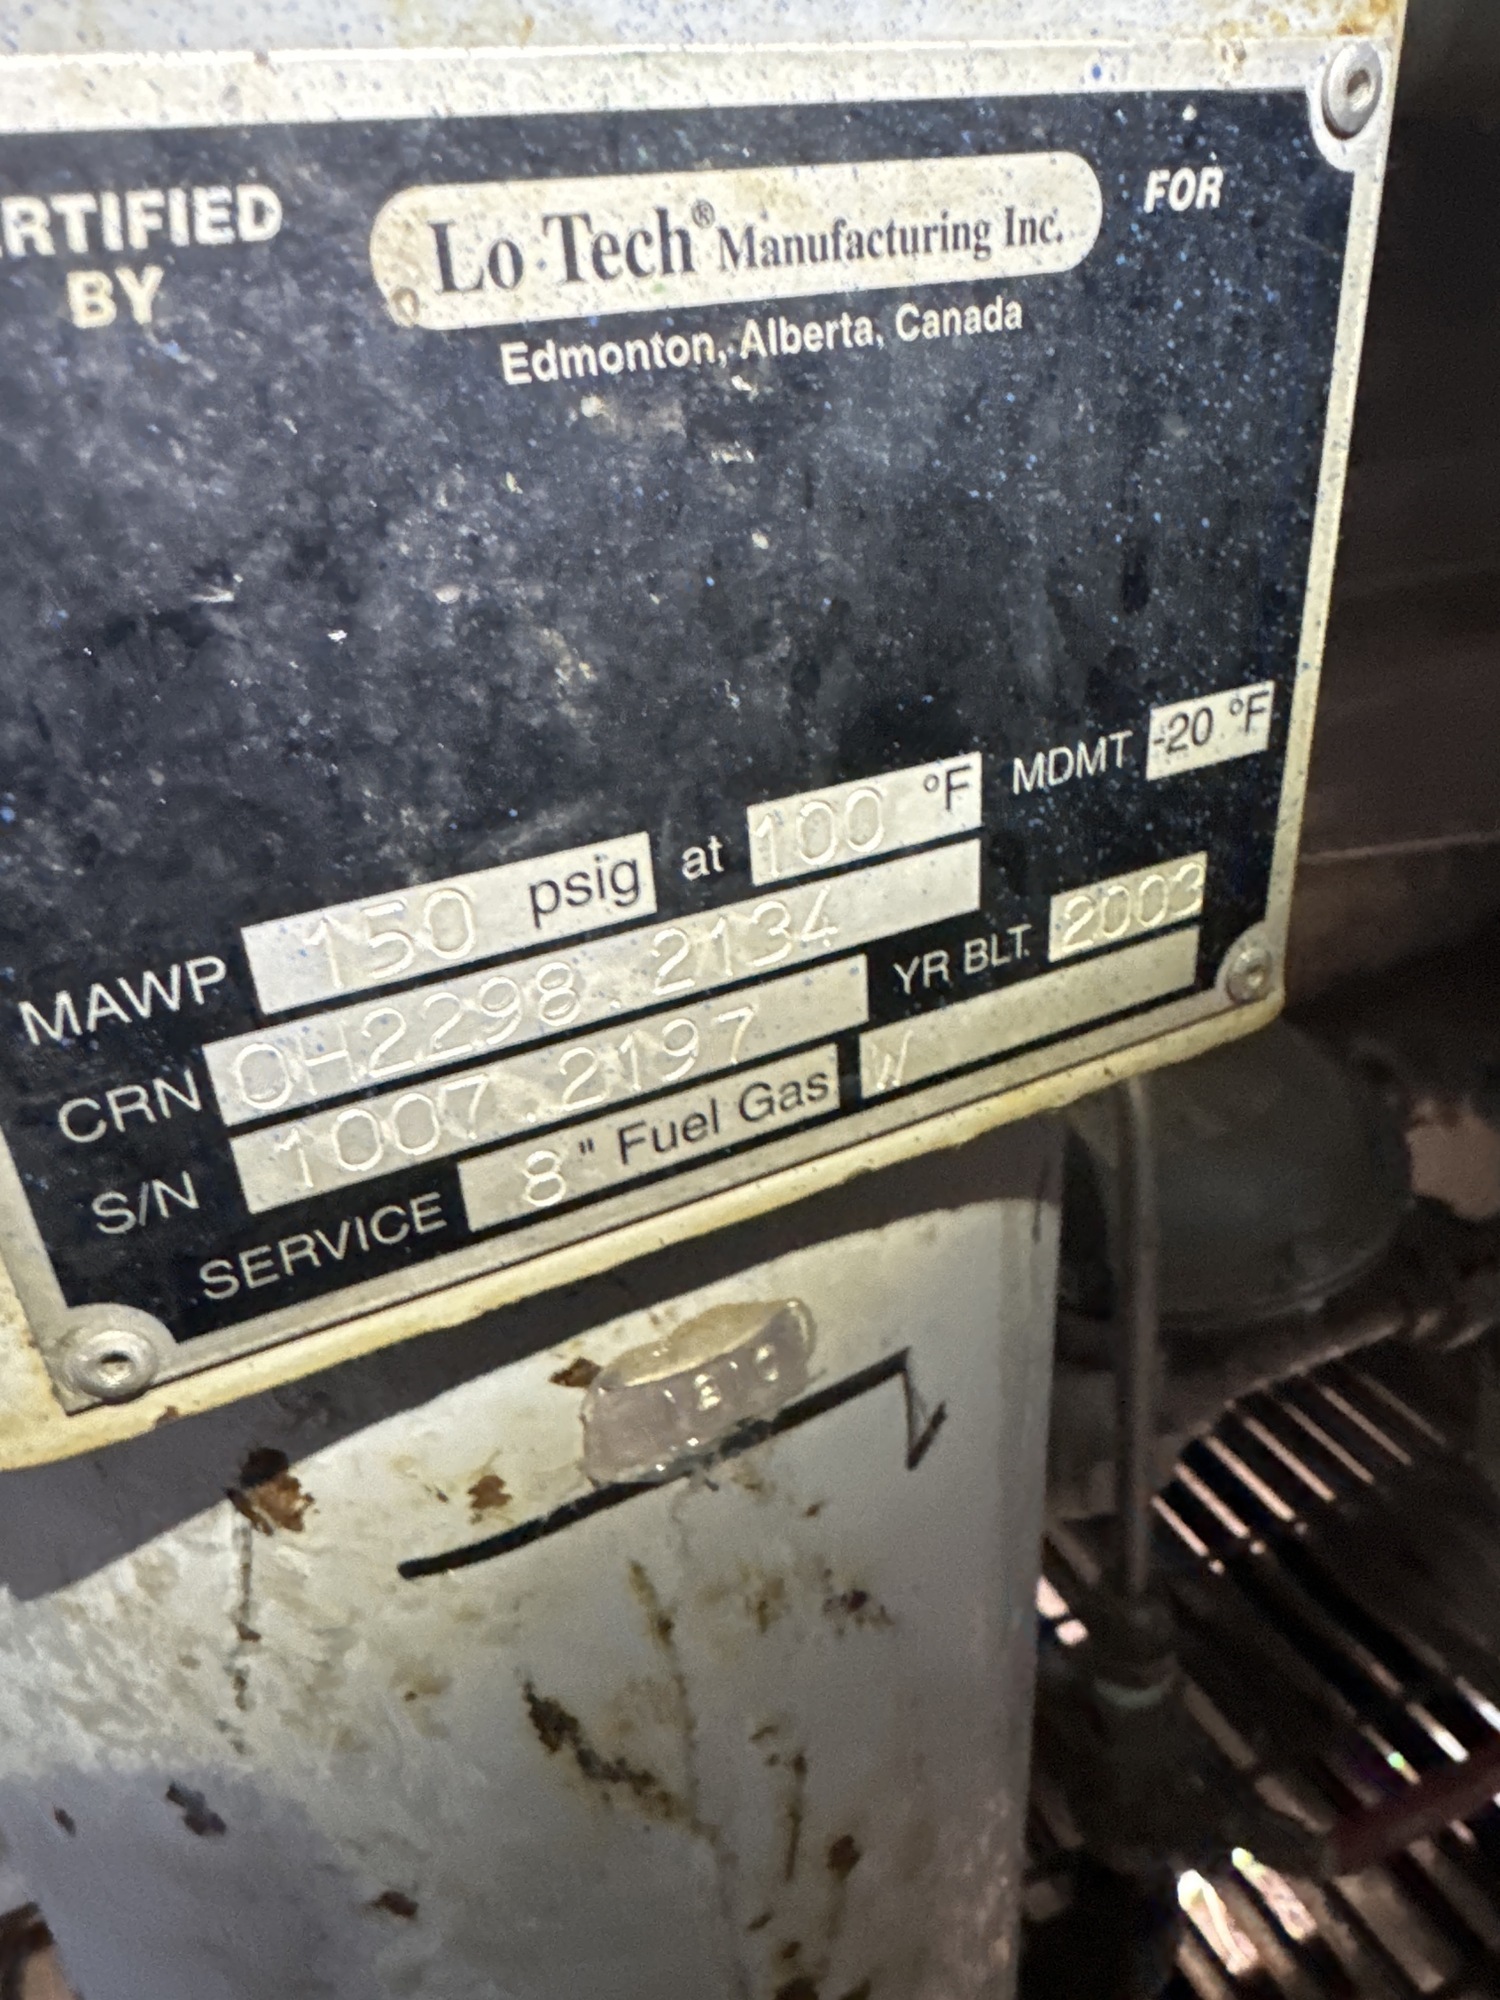 ERTIFIED BY
Lo·Tech® Manufacturing Inc. FOR
Edmonton, Alberta, Canada
MAWP 150 psig at 100 °F MDMT -20 °F
CRN 0H2298.2134 YR BLT. 2003
S/N 1007.2197 W
SERVICE 8" Fuel Gas